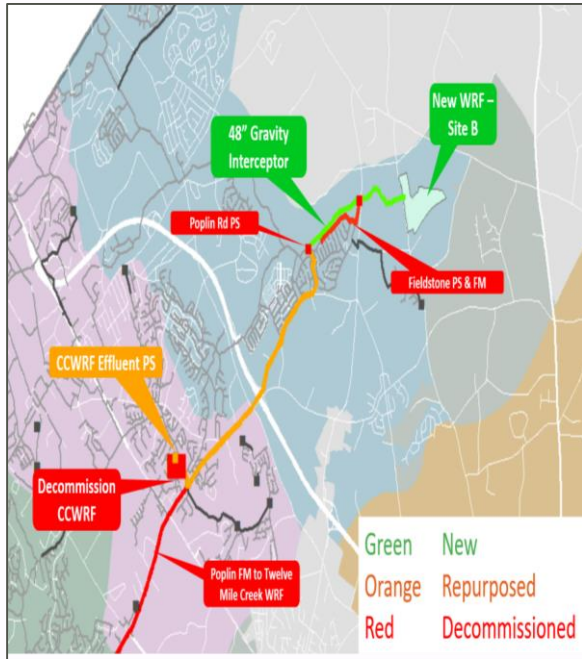 New WRF –
Site B
48” Gravity
Interceptor
Poplin Rd PS
Fieldstone PS & FM
CCWRF Effluent PS
Decommission
CCWRF
Poplin FM to Twelve
Mile Creek WRF
Green New
Orange Repurposed
Red Decommissioned